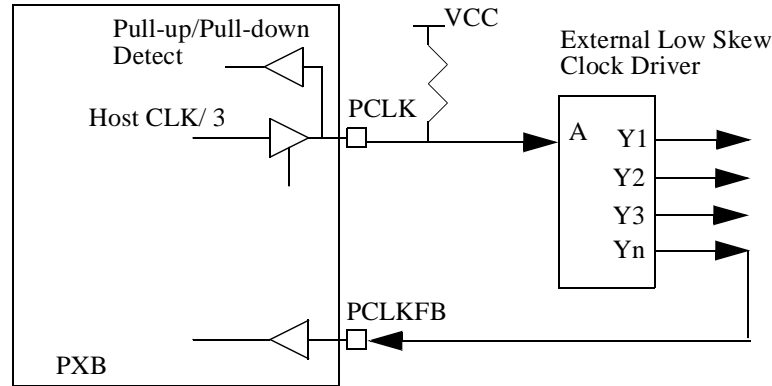 Pull-up/Pull-down
Detect
VCC
External Low Skew
Clock Driver
Host CLK/ 3
PCLK
A
Y1
Y2
Y3
Yn
PCLKFB
PXB